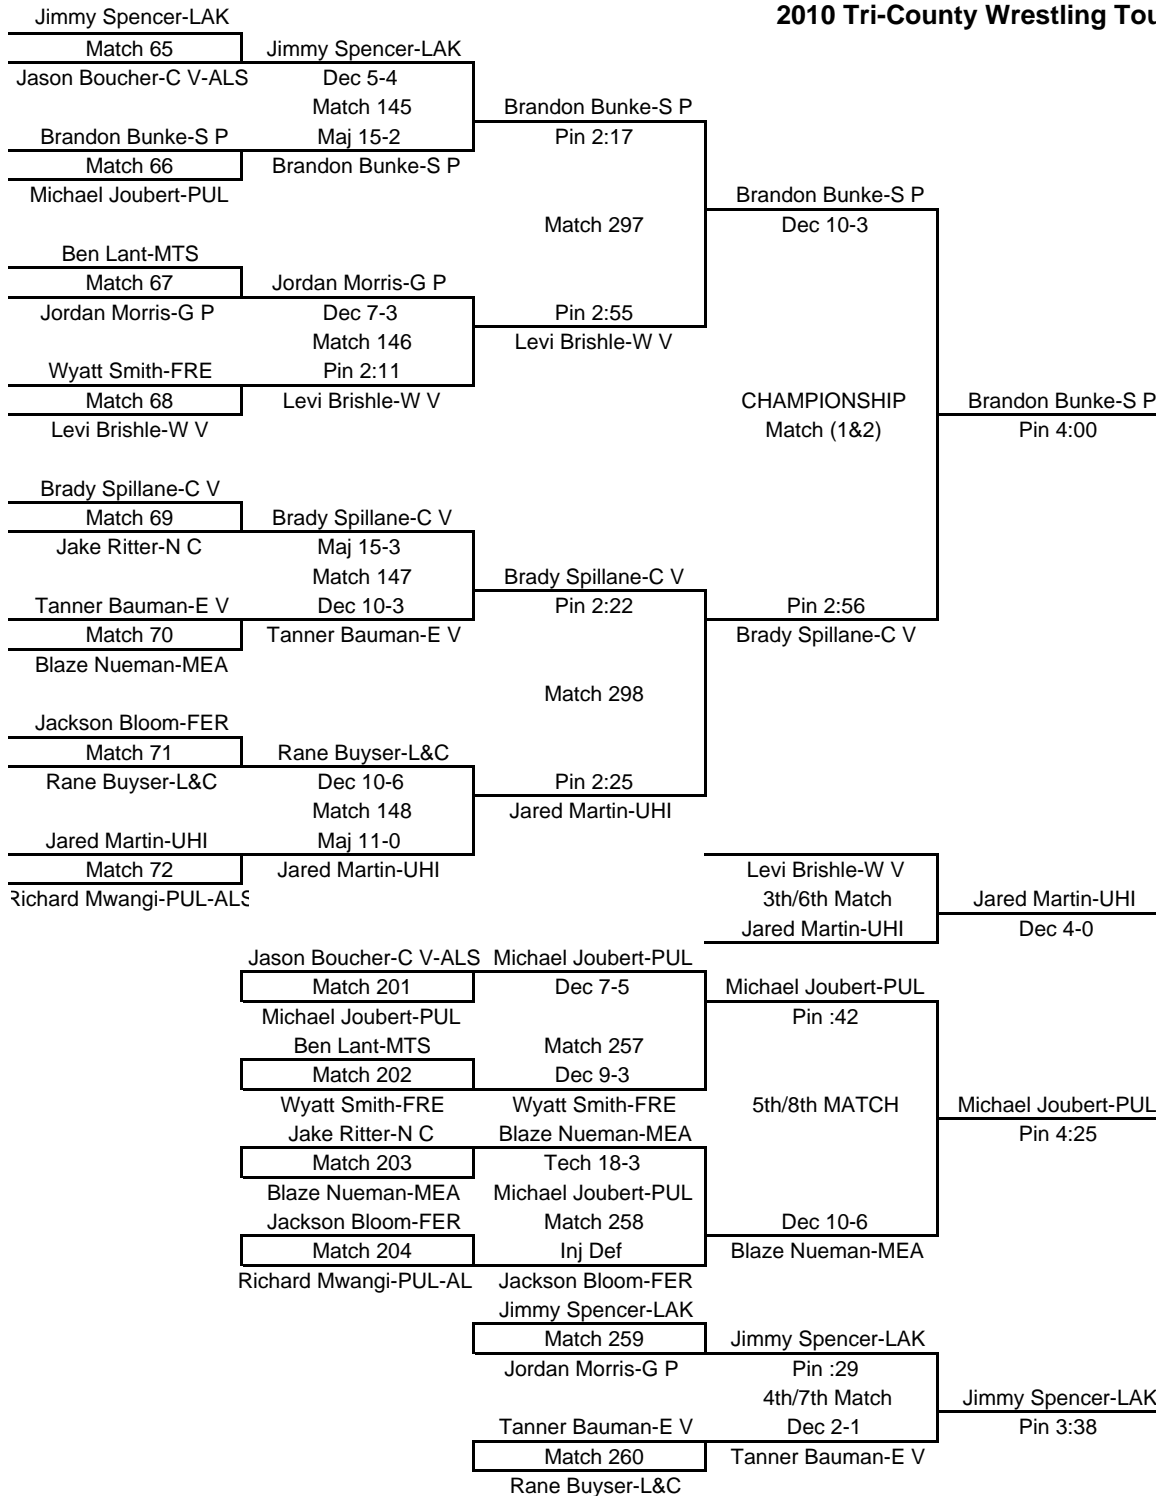 Jimmy Spencer-LAK 2010 Tri-County Wrestling Tou
Match 65 Jimmy Spencer-LAK
Jason Boucher-C V-ALS Dec 5-4
Match 145 Brandon Bunke-S P
Brandon Bunke-S P Maj 15-2 Pin 2:17
Match 66 Brandon Bunke-S P
Michael Joubert-PUL Brandon Bunke-S P
Match 297 Dec 10-3
Ben Lant-MTS
Match 67 Jordan Morris-G P
Jordan Morris-G P Dec 7-3 Pin 2:55
Match 146 Levi Brishle-W V
Wyatt Smith-FRE Pin 2:11
Match 68 Levi Brishle-W V CHAMPIONSHIP Brandon Bunke-S P
Levi Brishle-W V Match (1&2) Pin 4:00
Brady Spillane-C V
Match 69 Brady Spillane-C V
Jake Ritter-N C Maj 15-3
Match 147 Brady Spillane-C V
Tanner Bauman-E V Dec 10-3 Pin 2:22 Pin 2:56
Match 70 Tanner Bauman-E V Brady Spillane-C V
Blaze Nueman-MEA
Match 298
Jackson Bloom-FER
Match 71 Rane Buyser-L&C
Rane Buyser-L&C Dec 10-6 Pin 2:25
Match 148 Jared Martin-UHI
Jared Martin-UHI Maj 11-0
Match 72 Jared Martin-UHI Levi Brishle-W V
Richard Mwangi-PUL-ALS 3th/6th Match Jared Martin-UHI
Jared Martin-UHI Dec 4-0
Jason Boucher-C V-ALS Michael Joubert-PUL
Match 201 Dec 7-5 Michael Joubert-PUL
Michael Joubert-PUL Pin :42
Ben Lant-MTS Match 257
Match 202 Dec 9-3
Wyatt Smith-FRE Wyatt Smith-FRE 5th/8th MATCH Michael Joubert-PUL
Jake Ritter-N C Blaze Nueman-MEA Pin 4:25
Match 203 Tech 18-3
Blaze Nueman-MEA Michael Joubert-PUL
Jackson Bloom-FER Match 258 Dec 10-6
Match 204 Inj Def Blaze Nueman-MEA
Richard Mwangi-PUL-AL Jackson Bloom-FER
Jimmy Spencer-LAK
Match 259 Jimmy Spencer-LAK
Jordan Morris-G P Pin :29
4th/7th Match Jimmy Spencer-LAK
Tanner Bauman-E V Dec 2-1 Pin 3:38
Match 260 Tanner Bauman-E V
Rane Buyser-L&C